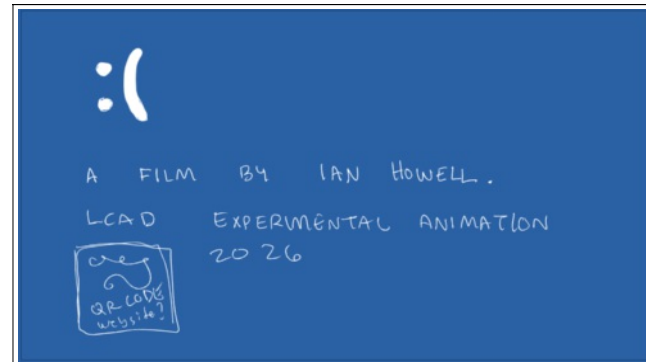 :(
A FILM BY IAN HOWELL.
LCAD EXPERMENTAL ANIMATION
2026
QR CODE
website?